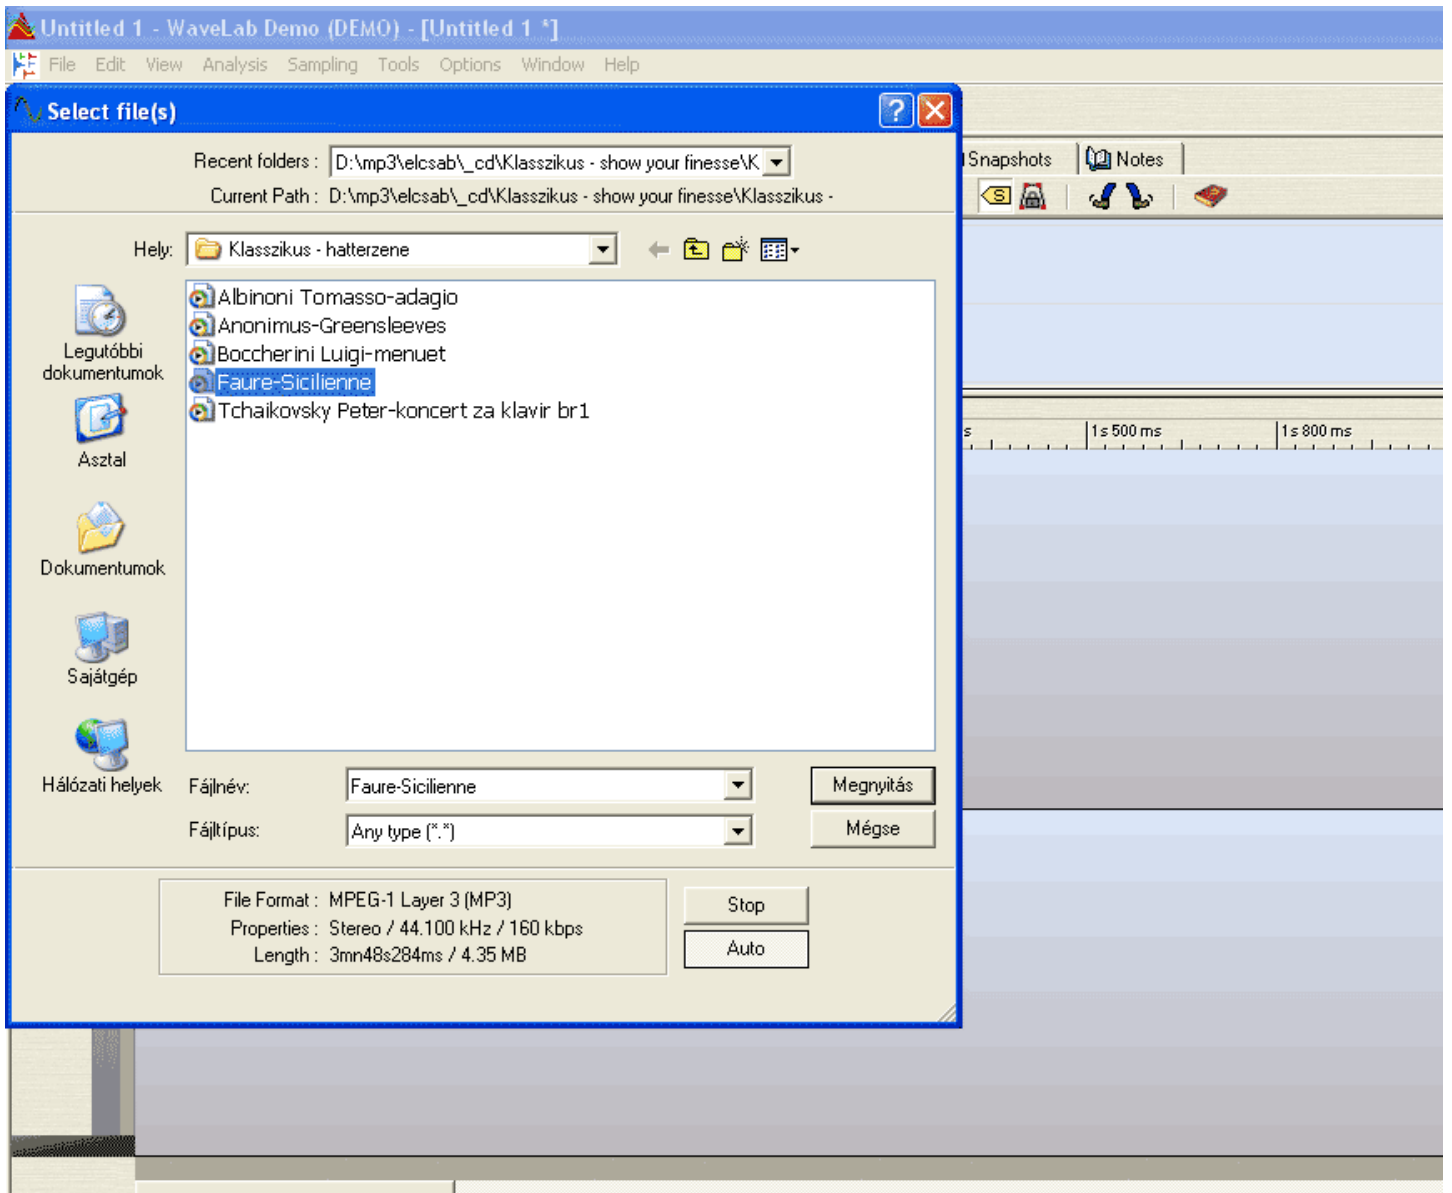 Untitled 1 - WaveLab Demo (DEMO) - [Untitled 1 *]
File Edit View Analysis Sampling Tools Options Window Help
Select file(s)
Recent folders : D:\mp3\elcsab\_cd\Klasszikus - show your finesse\K
Current Path : D:\mp3\elcsab\_cd\Klasszikus - show your finesse\Klasszikus -
Snapshots Notes
Hely: Klasszikus - hatterzene
Albinoni Tomasso-adagio
Anonimus-Greensleeves
Boccherini Luigi-menuet
Faure-Sicilienne
Tchaikovsky Peter-koncert za klavir br1
Legutóbbi
dokumentumok
Asztal
Dokumentumok
Sajátgép
Hálózati helyek
s 1 s 500 ms 1 s 800 ms
Fájlnév: Faure-Sicilienne Megnyitás
Fájltípus: Any type (*.*) Mégse
File Format : MPEG-1 Layer 3 (MP3)
Properties : Stereo / 44.100 kHz / 160 kbps
Length : 3mn48s284ms / 4.35 MB
Stop
Auto